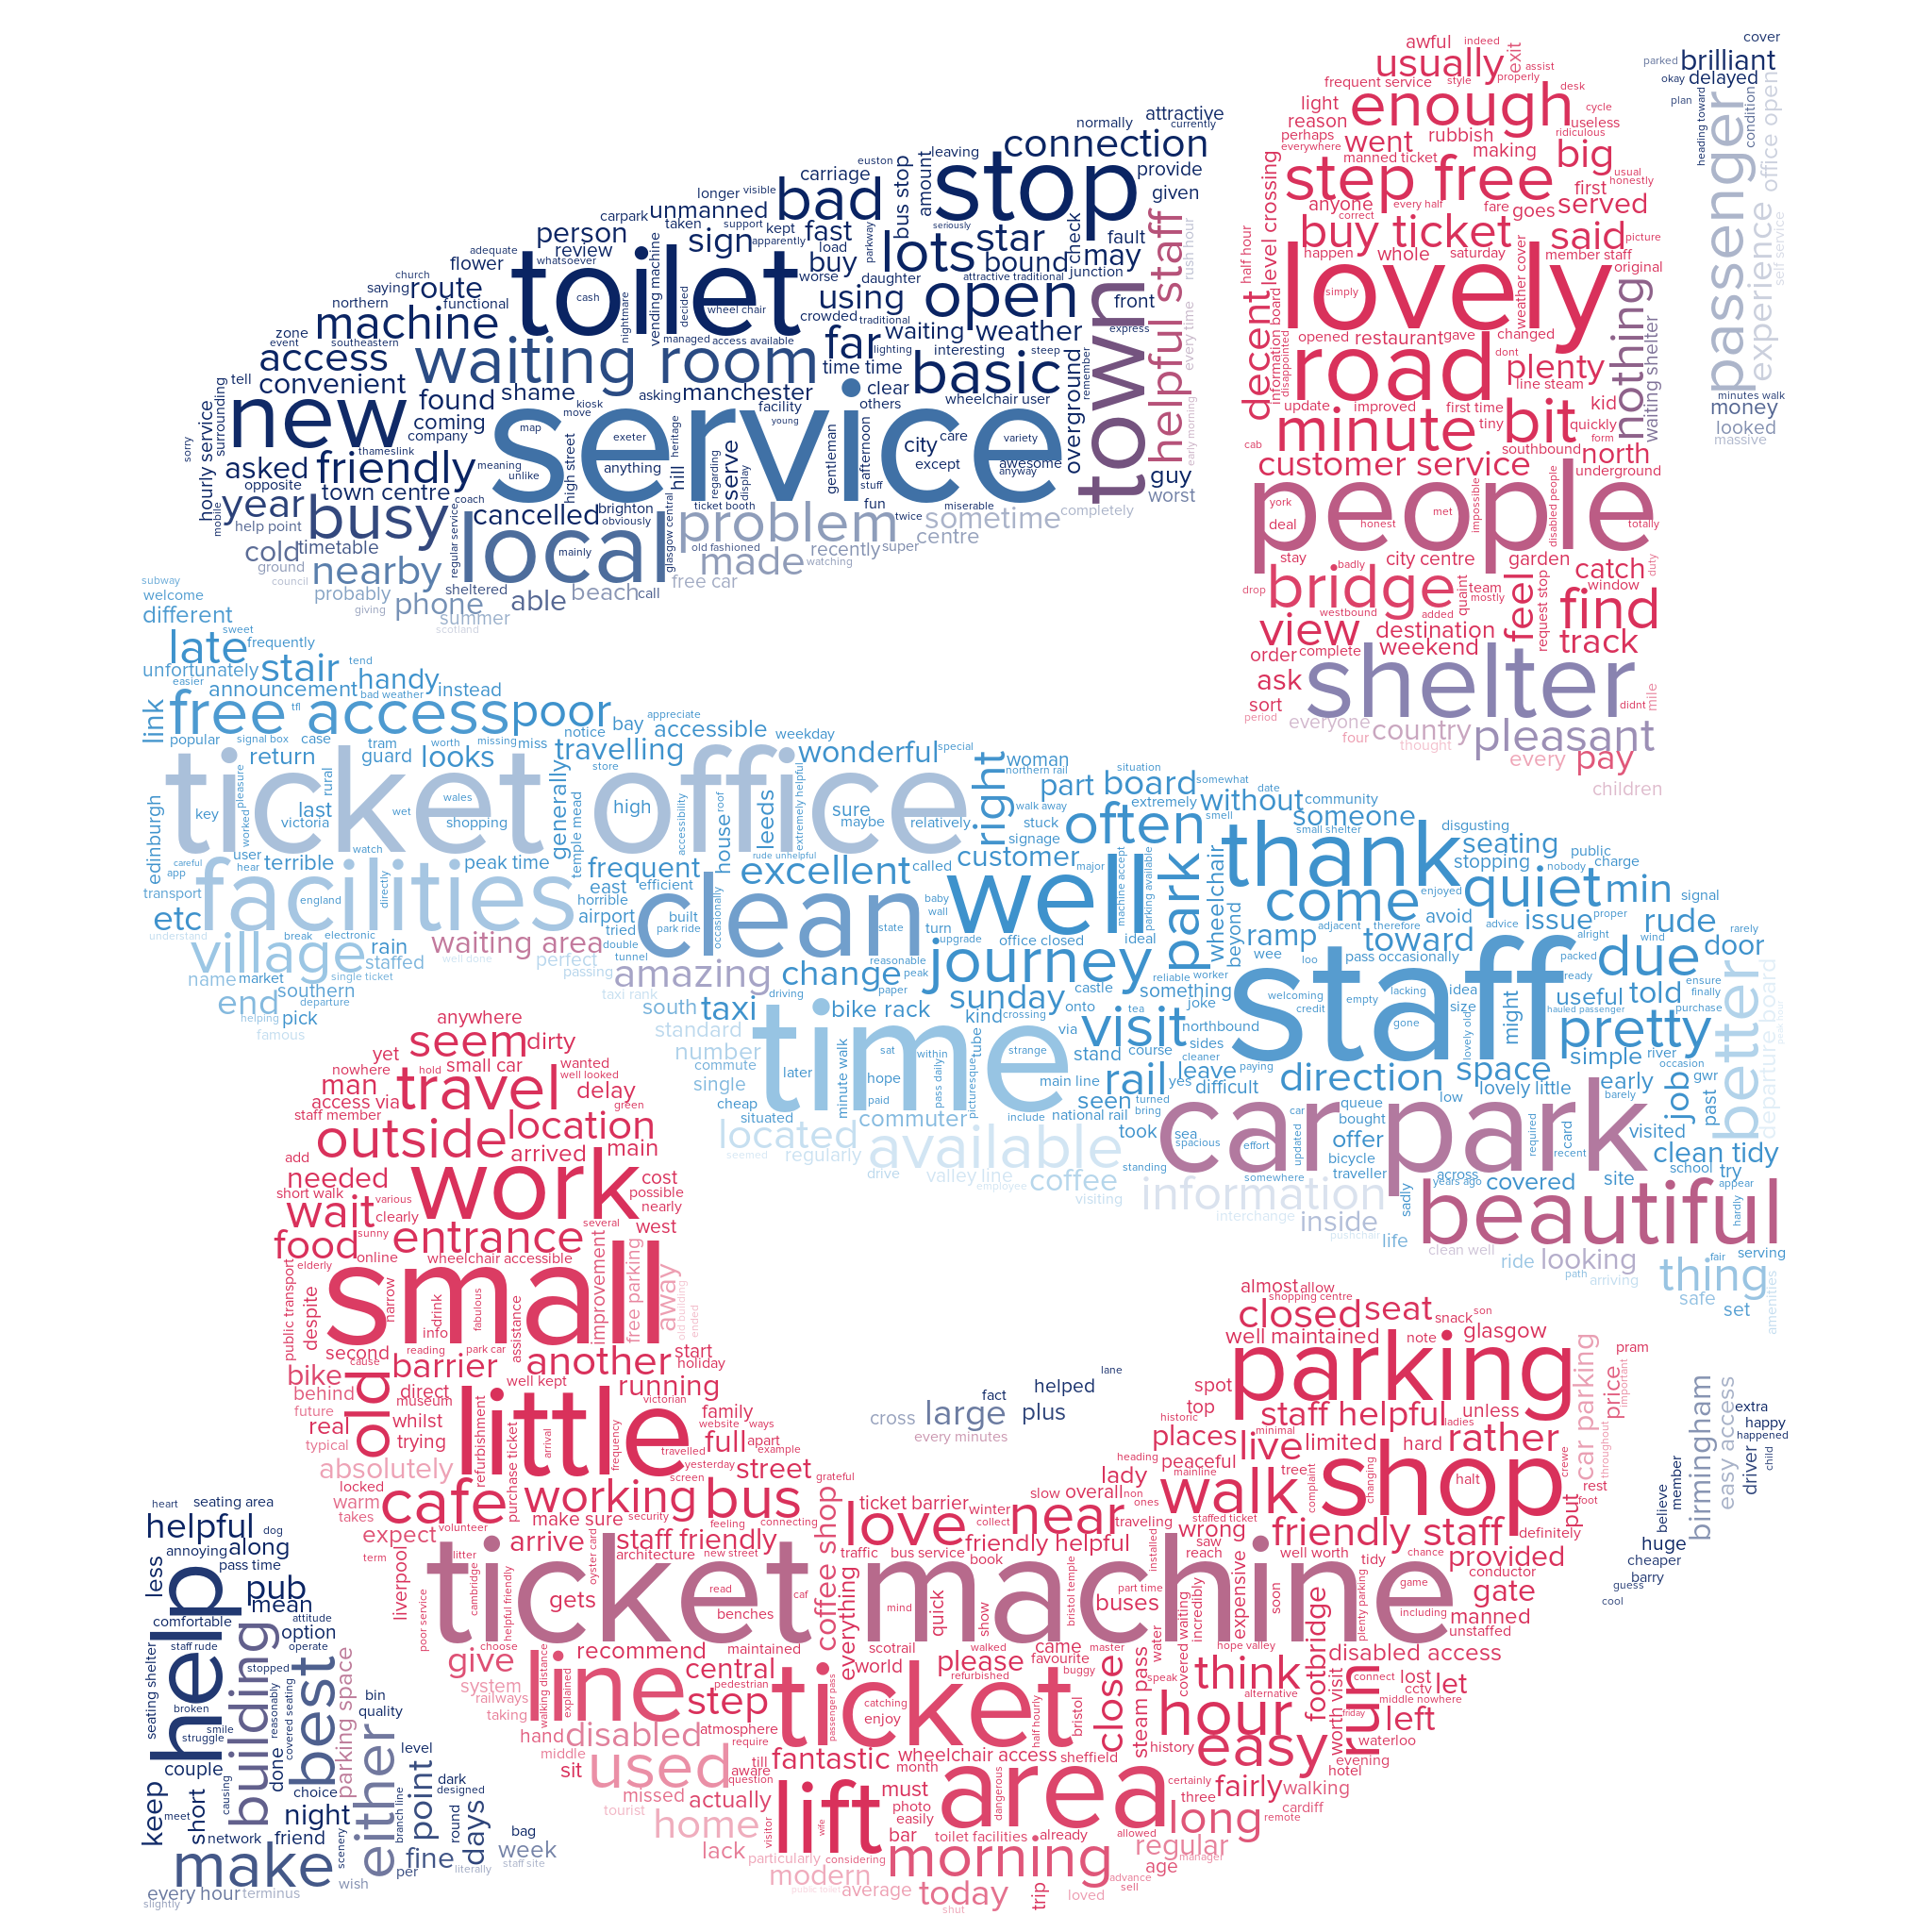 cover
parked
brilliant
okay delayed
plan
heading toward
passenger
condition
experience
office open
self service
minutes walk
money
looked
massive
awful
indeed
usually
exit
assist
frequent service
style
properly
desk
light
enough
cycle
reason
useless
perhaps
went
rubbish
ridiculous
everywhere
manned ticket
making
big
step free
usual
honestly
first
anyone
every half
fare
goes
served
correct
buy ticket
said
picture
level crossing
half hour
happen
whole
saturday
member staff
original
lovely
simply
weather cover
information board
decent
opened
restaurant
gave
changed
nothing
waiting shelter
road
dont
plenty
line steam
disappointed
update
improved
first time
tiny
bit
kid
quickly
form
minute
cab
southbound
north
customer service
underground
people
york
deal
honest
met
impossible
disabled people
totally
stay
badly
city centre
garden
catch
duty
bridge
drop
quaint
team
mostly
feel
request stop
window
find
westbound
added
view
destination
track
order
complete
weekend
shelter
ask
sort
didnt
mile
period
everyone
country
pleasant
four
thought
every
pay
children
attractive
normally
currently
connection
leaving
provide
euston
stop
amount
bus stop
carriage
bad
given
longer
visible
unmanned
carpark
taken
support
kept
fast
seriously
person
sign
apparently
load
parkway
lots
star
check
fault
review
adequate
whatsoever
buy
bound
may
flower
worse
daughter
attractive traditional
junction
church
saying
route
toilet
cash
nightmare
vending machine
decided
wheel chair
using
open
front
northern
functional
crowded
traditional
town
helpful staff
every time
rush hour
machine
managed
access available
far
lighting
waiting
weather
express
zone
event
southeastern
access
waiting room
interesting
steep
time time
basic
overground
remember
tell
convenient
shame
asking
manchester
clear
others
wheelchair user
found
kiosk
move
facility
young
new
coming
company
service
map
exeter
heritage
city
care
variety
early morning
surrounding
sorry
hourly service
thameslink
anything
high street
hill
regarding
serve
display
gentleman
afternoon
except
awesome
anyway
guy
asked
friendly
meaning
unlike
stuff
worst
opposite
town centre
coach
ticket booth
fun
miserable
completely
year
mobile
help point
busy
cancelled
brighton
obviously
problem
twice
sometime
centre
cold
timetable
regular service
local
mainly
glasgow central
old fashioned
watching
made
recently
super
ground
council
nearby
sheltered
free car
probably
giving
phone
able
beach
call
summer
scotland
subway
welcome
different
sweet
late
frequently
unfortunately
stair
tend
handy
easier
announcement
bad weather
instead
link
free access
tfl
poor
notice
bay
appreciate
accessible
weekday
popular
signal box
case
tram
worth
missing
miss
travelling
wonderful
special
return
guard
looks
store
ticket office
high
right
woman
northern rail
situation
part
board
somewhat
date
edinburgh
key
pleasure
worked
last
rural
victoria
wet
wales
shopping
generally
temple mead
accessibility
house
roof
leeds
extremely helpful
sure
maybe
relatively
walk away
stuck
signage
often
extremely
without
community
smell
someone
small shelter
disgusting
careful
app
user
hear
terrible
watch
peak time
frequent
rude unhelpful
excellent
called
customer
major
park
machine accept
parking available
wheelchair
thank
seating
stopping
public
nobody
charge
transport
facilities
england
directly
east
efficient
horrible
clean
well
come
enjoyed
quiet
min
signal
etc
airport
built
tried
park ride
occasionally
state
baby
wall
turn
upgrade
office closed
ideal
beyond
ramp
adjacent
therefore
avoid
advice
issue
proper
rude
rarely
understand
break
electronic
village
rain
staffed
waiting area
well done
double
perfect
tunnel
passing
amazing
change
reasonable
peak
journey
wee
loo
toward
pass occasionally
alright
wind
due
door
name
market
single ticket
southern
departure
taxi rank
driving
paper
castle
reliable
worker
something
staff
welcoming
empty
lacking
credit
gone
idea
size
packed
ready
useful
told
ensure
finally
purchase
better
departure board
peak hour
end
helping
pick
famous
south
taxi
bike rack
sunday
onto
joke
kind
crossing
tea
visit
northbound
lovely old
might
hauled passenger
pretty
standard
number
time
sat
within
strange
tube
via
sides
simple
river
occasion
commute
later
minute walk
hope
pass daily
picturesque
stand
course
cleaner
leave
paying
direction
space
lovely little
early
barely
gwr
single
cheap
paid
main line
seen
rail
yes
difficult
turned
bring
job
past
situated
commuter
include
national rail
car park
car
queue
bought
low
located
available
took
sea
spacious
effort
updated
offer
bicycle
traveller
required
card
recent
visited
clean tidy
seemed
regularly
drive
valley line
employee
coffee
standing
visiting
somewhere
across
years ago
covered
site
school
try
appear
information
interchange
inside
pushchair
sadly
life
beautiful
hardly
clean well
ride
looking
path
arriving
fair
serving
thing
safe
set
amenities
anywhere
seem
dirty
yet
nowhere
hold
small car
wanted
well looked
man
travel
delay
green
access via
staff member
outside
location
add
arrived
main
needed
work
cost
short walk
various
possible
nearly
wait
clearly
several
west
food
sunny
entrance
online
wheelchair accessible
elderly
improvement
free parking
away
old building
ended
public transport
despite
small
narrow
drink
info
fabulous
assistance
second
cause
reading
park car
start
bike
barrier
another
holiday
behind
old
direct
museum
well kept
running
future
little
victorian
family
real
whilst
website
ways
typical
trying
refurbishment
arrival
frequency
full
apart
example
travelled
absolutely
yesterday
street
locked
screen
grateful
warm
takes
cafe
purchase ticket
working
bus
make sure
security
feeling
connecting
coffee shop
expect
volunteer
arrive
staff friendly
term
litter
oyster card
architecture
new street
liverpool
cambridge
ticket machine
poor service
helpful friendly
gets
read
benches
caf
everything
mind
quick
show
bristol temple
part time
buses
choose
recommend
maintained
scotrail
walked
came
master
favourite
give
system
railways
taking
line
walking distance
explained
central
pedestrian
step
world
please
refurbished
buggy
ticket
passenger pass
catching
enjoy
half hourly
bristol
close
steam pass
speak
hand
disabled
atmosphere
require
middle
sit
used
till
aware
question
fantastic
wheelchair access
sheffield
month
missed
tourist
actually
lift
must
area
dangerous
photo
easily
home
visitor
wife
lack
bar
toilet facilities
already
allowed
particularly
considering
morning
regular
manager
modern
public toilet
average
today
trip
loved
advance
sell
age
shut
lane
fact
helped
large
plus
cross
every minutes
almost
allow
shopping centre
closed
seat
son
snack
well maintained
note
glasgow
parking
car parking
pram
important
price
spot
top
staff helpful
unless
ladies
historic
minimal
places
live
limited
hard
rather
throughout
heading
peaceful
mainline
tree
complaint
shop
changing
halt
crewe
rest
foot
lady
walk
put
ticket barrier
slow
overall
non
ones
winter
traveling
collect
love
near
staffed ticket
wrong
friendly staff
definitely
traffic
bus service
friendly helpful
book
installed
saw
reach
well worth
tidy
chance
provided
conductor
incredibly
expensive
soon
plenty parking
game
including
gate
manned
unstaffed
water
covered waiting
hope valley
footbridge
disabled access
think
alternative
connect
lost
cctv
let
middle nowhere
worth visit
run
friday
left
history
hour
easy
waterloo
evening
hotel
certainly
three
fairly
walking
long
cardiff
remote
birmingham
easy access
driver
extra
happy
happened
child
believe
member
huge
cheaper
barry
guess
cool
heart
seating area
helpful
dog
annoying
along
pass time
less
pub
mean
comfortable
attitude
option
staff rude
operate
help
building
stopped
seating shelter
broken
smile
struggle
reasonably
covered seating
best
parking space
bin
quality
either
level
couple
done
choice
point
dark
designed
keep
meet
short
causing
night
branch line
round
days
network
friend
scenery
bag
week
staff site
make
per
fine
literally
wish
every hour
terminus
slightly